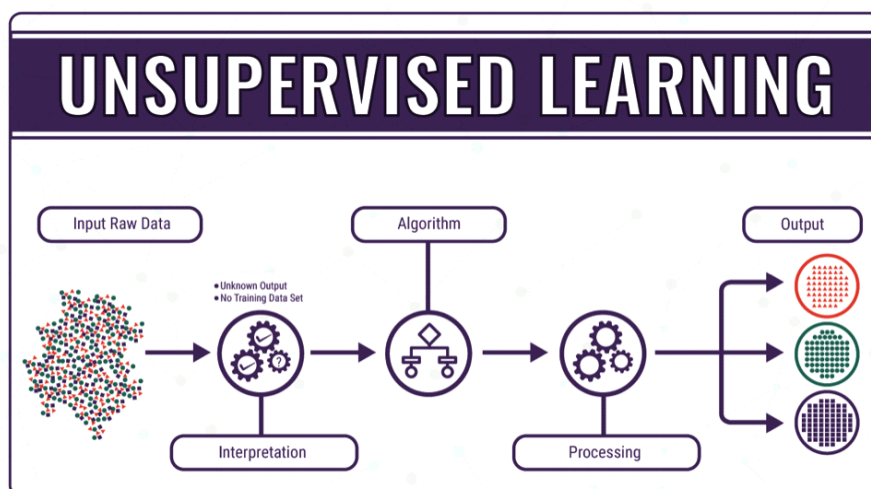 UNSUPERVISED LEARNING
Input Raw Data
Algorithm
Output
• Unknown Output
• No Training Data Set
?
Interpretation
Processing